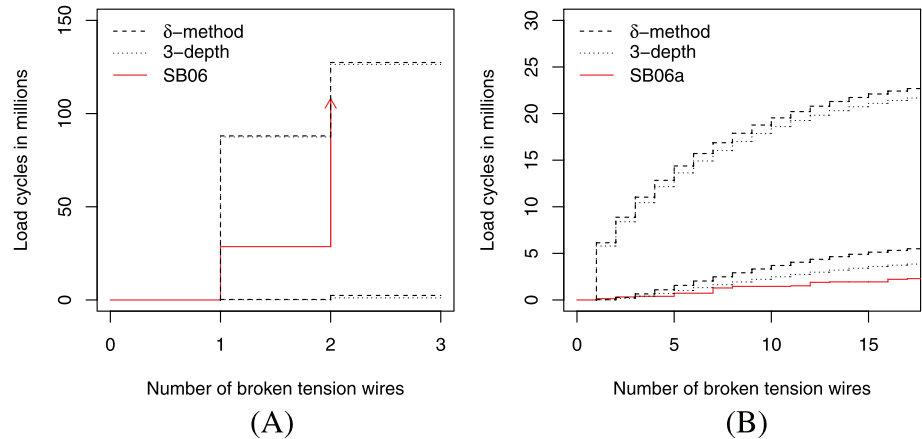 δ−method
3−depth
SB06
Load cycles in millions
150
100
50
0
0 1 2 3
Number of broken tension wires
(A)
δ−method
3−depth
SB06a
Load cycles in millions
30
25
20
15
10
5
0
0 5 10 15
Number of broken tension wires
(B)